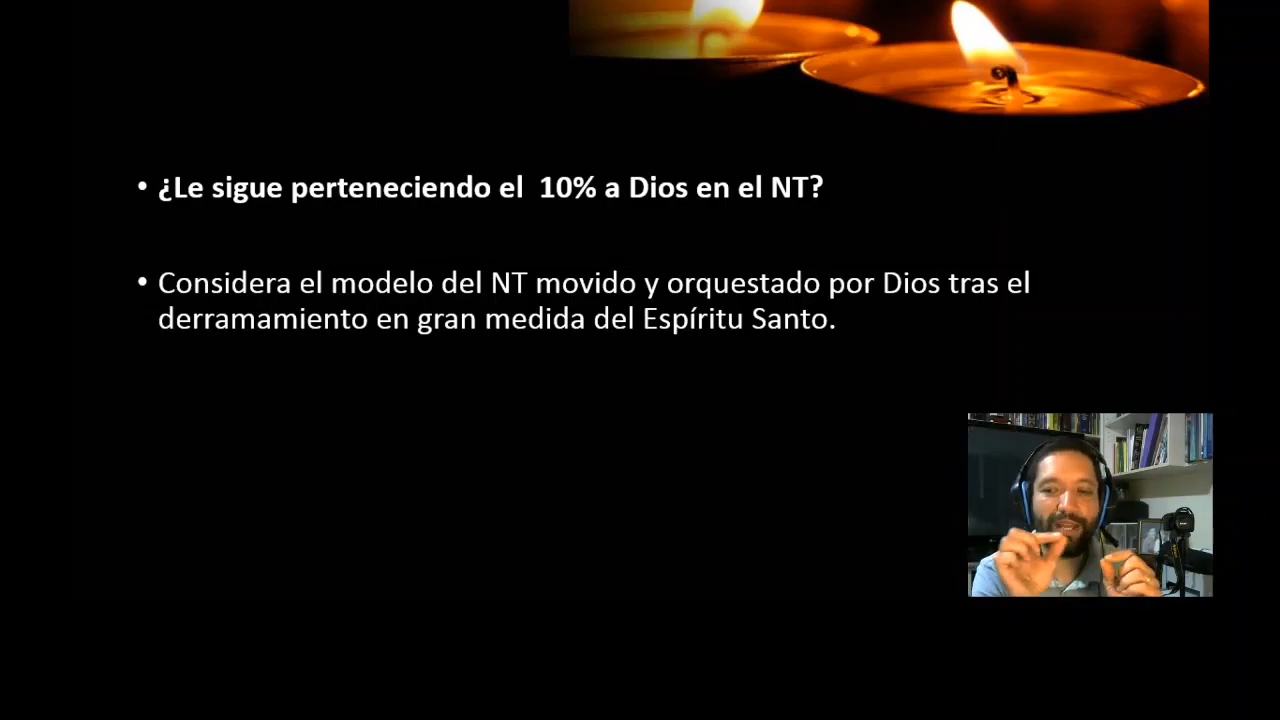 • ¿Le sigue perteneciendo el  10% a Dios en el NT?
• Considera el modelo del NT movido y orquestado por Dios tras el
derramamiento en gran medida del Espíritu Santo.